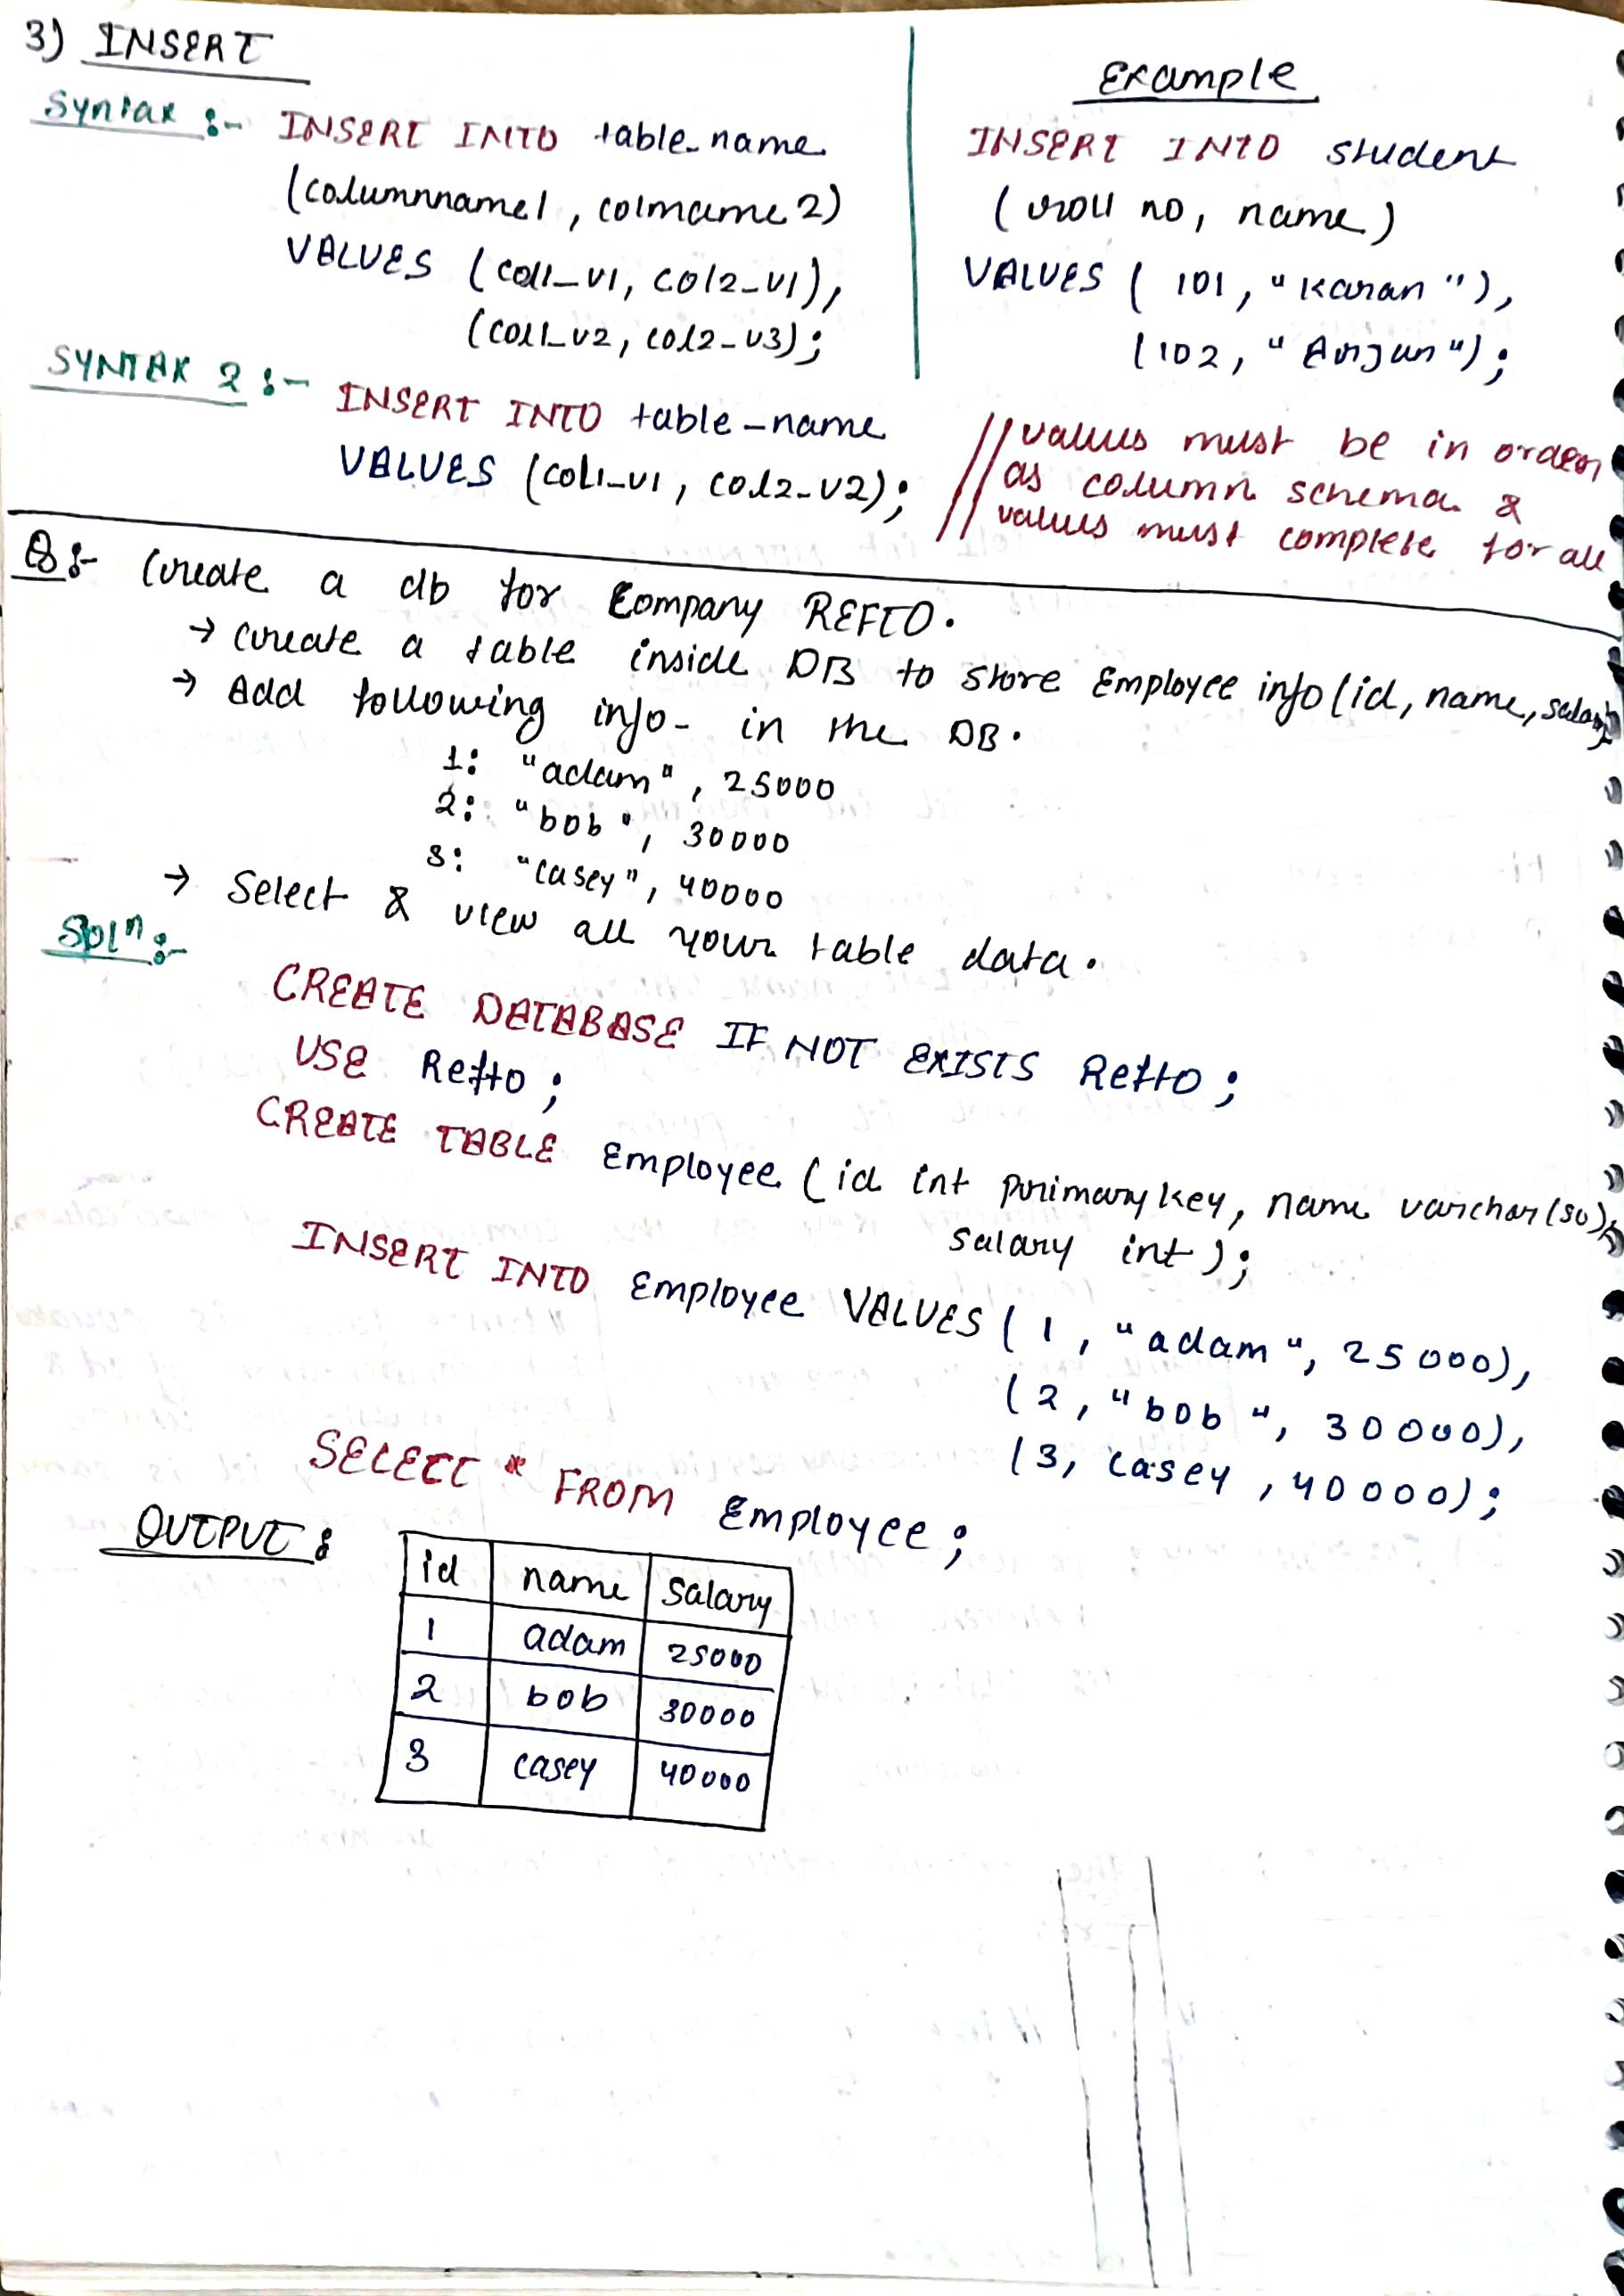 3) INSERT
Syntax :- INSERT INTO table_name
(columnname1, colmame2)
VALUES (col1_v1, col2_v1),
(col1_v2, col2_v3);
Example
INSERT INTO student
(roll no, name)
VALUES ( 101, "Karan"),
(102, "Arjun");
SYNTAX 2 :- INSERT INTO table_name
VALUES (col1_v1, col2_v2);
// values must be in order
as column schema &
// values must complete for all
Q:- Create a db for Company REFTO.
→ create a table inside DB to store Employee info (id, name, salary)
→ Add following info- in the DB.
1: "adam", 25000
2: "bob", 30000
3: "casey", 40000
→ Select & view all your table data.
Solⁿ:-
CREATE DATABASE IF NOT EXISTS Refto;
USE Refto;
CREATE TABLE Employee (id int primary key, name varchar(50),
salary int);
INSERT INTO Employee VALUES (1, "adam", 25000),
(2, "bob", 30000),
(3, casey, 40000);
SELECT * FROM Employee;
OUTPUT:
id name salary
1 adam 25000
2 bob 30000
3 casey 40000